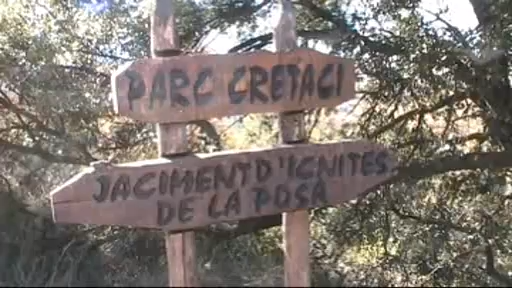 PARC CRETACI
JACIMENT D'ICNITES
DE LA POSA